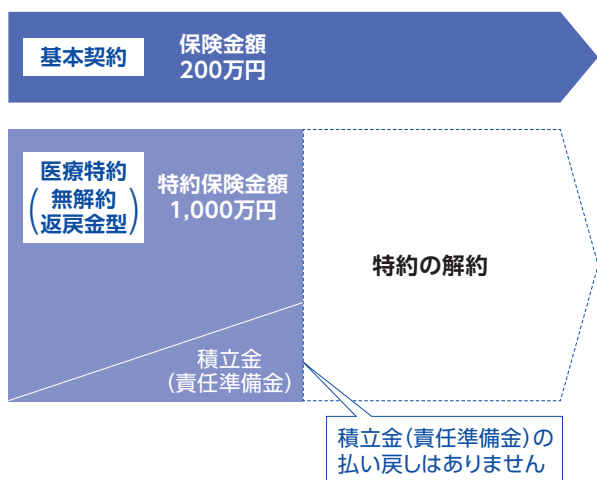 基本契約
保険金額
200万円
医療特約
(無解約
返戻金型)
特約保険金額
1,000万円
特約の解約
積立金
(責任準備金)
積立金(責任準備金)の
払い戻しはありません